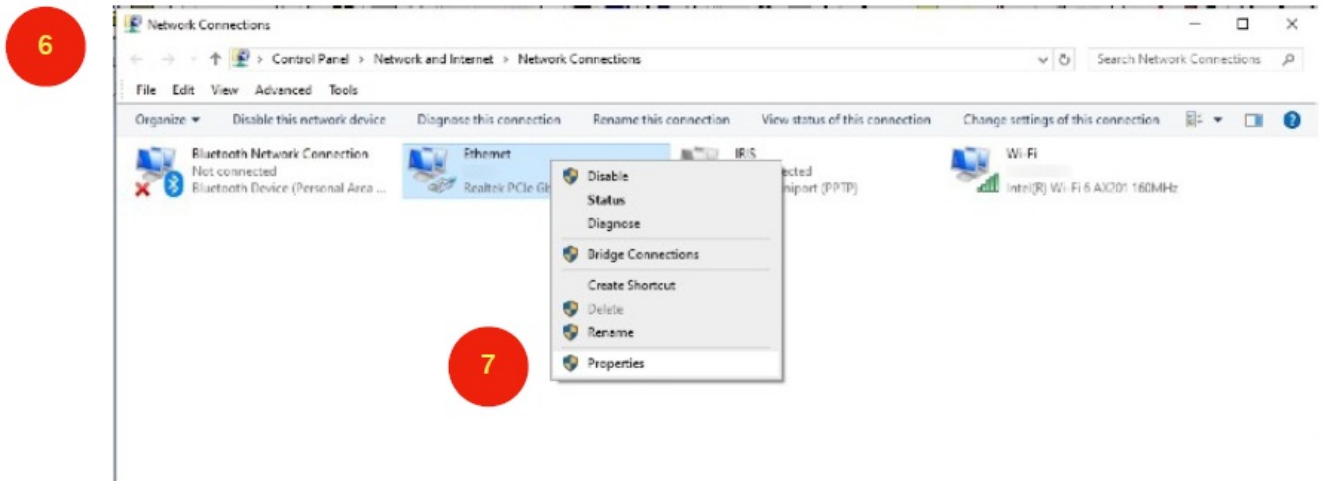 6
Network Connections
Control Panel > Network and Internet > Network Connections
Search Network Connections
File Edit View Advanced Tools
Organize Disable this network device Diagnose this connection Rename this connection View status of this connection Change settings of this connection
Bluetooth Network Connection
Not connected
Bluetooth Device (Personal Area ...
Ethernet
Realtek PCIe
IRIS
ected
niport (PPTP)
Wi-Fi
Intel(R) Wi-Fi 6 AX201 160MHz
Disable
Status
Diagnose
Bridge Connections
Create Shortcut
Delete
Rename
7
Properties